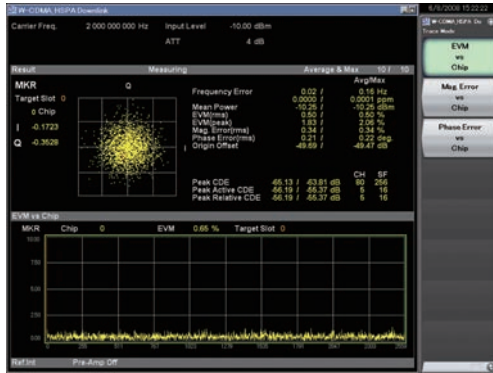 W-CDMA, HSPA Downlink
6/8/2008 15:22:22
Carrier Freq. 2 000 000 000 Hz Input Level -10.00 dBm
ATT 4 dB
Trace Mode
EVM
vs
Chip
Mag. Error
vs
Chip
Phase Error
vs
Chip
Result Measuring Average & Max 10 / 10
MKR Q Avg/Max
Target Slot 0
0 Chip
I -0.1723
Q -0.3528
I
Frequency Error 0.02 / 0.16 Hz
0.0000 / 0.0001 ppm
Mean Power -10.25 / -10.25 dBm
EVM(rms) 0.50 / 0.50 %
EVM(peak) 1.83 / 2.06 %
Mag. Error(rms) 0.34 / 0.34 %
Phase Error(rms) 0.21 / 0.22 deg.
Origin Offset -49.69 / -49.47 dB
CH SF
Peak CDE -65.13 / -63.81 dB 80 256
Peak Active CDE -56.19 / -55.37 dB 5 16
Peak Relative CDE -56.19 / -55.37 dB 5 16
EVM vs Chip
MKR Chip 0 EVM 0.65 % Target Slot 0
Ref.Int Pre-Amp Off